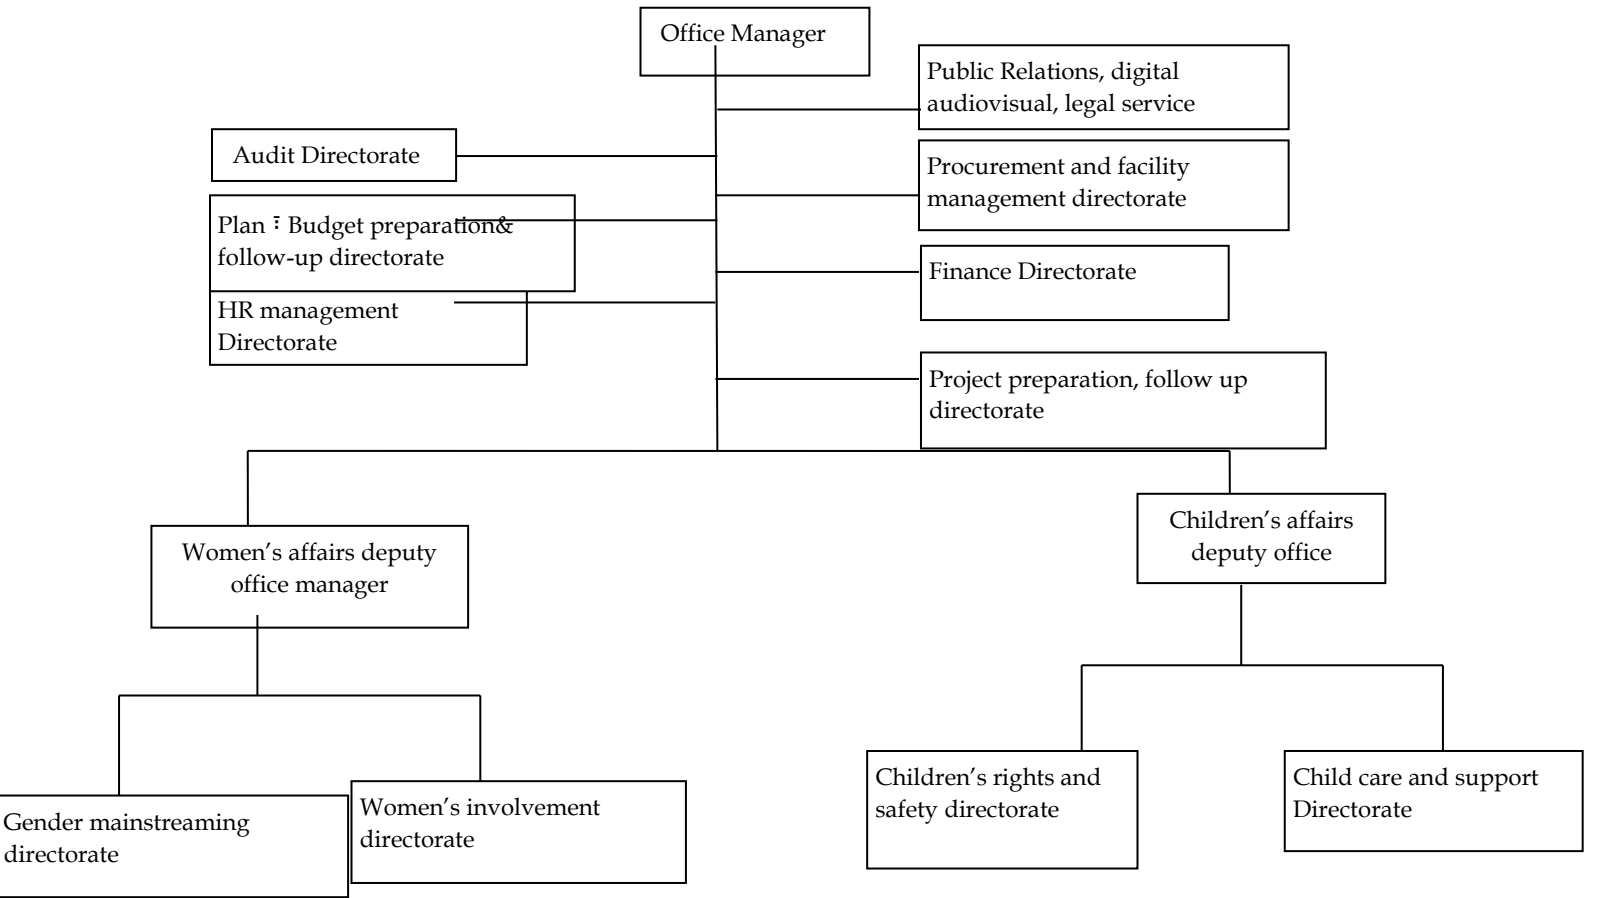 Office Manager
Public Relations, digital
audiovisual, legal service
Audit Directorate
Procurement and facility
management directorate
Plan ፧ Budget preparation&
follow-up directorate
Finance Directorate
HR management
Directorate
Project preparation, follow up
directorate
Women’s affairs deputy
office manager
Children’s affairs
deputy office
Gender mainstreaming
directorate
Women’s involvement
directorate
Children’s rights and
safety directorate
Child care and support
Directorate